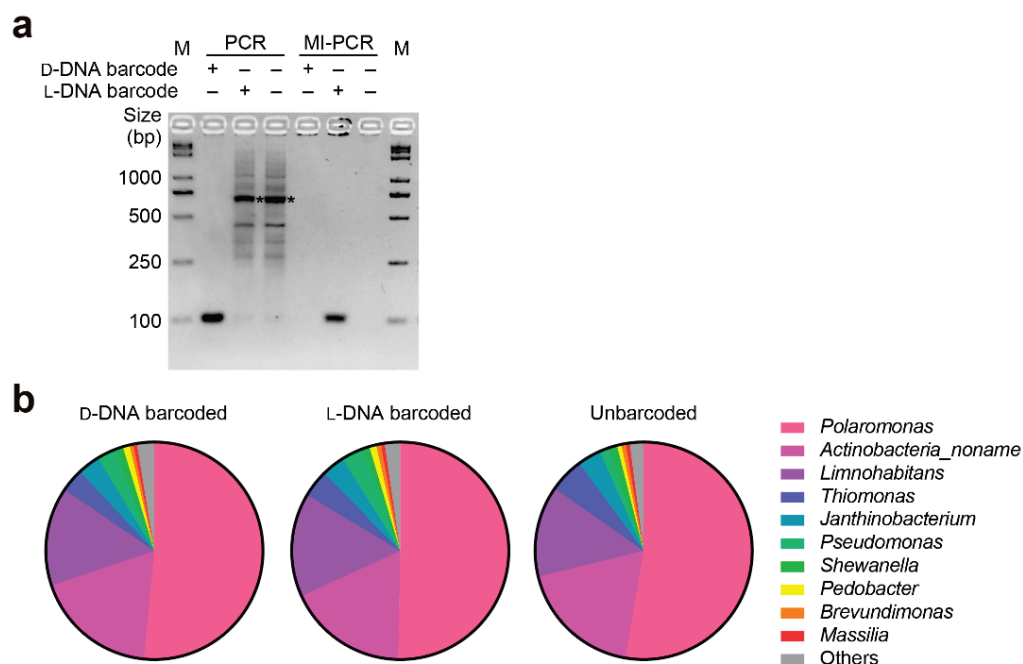 a
M PCR MI-PCR M
D-DNA barcode + – – + – –
L-DNA barcode – + – – + –
Size
(bp)
1000
* *
500
250
100
b
D-DNA barcoded L-DNA barcoded Unbarcoded
Polaromonas
Actinobacteria_noname
Limnohabitans
Thiomonas
Janthinobacterium
Pseudomonas
Shewanella
Pedobacter
Brevundimonas
Massilia
Others